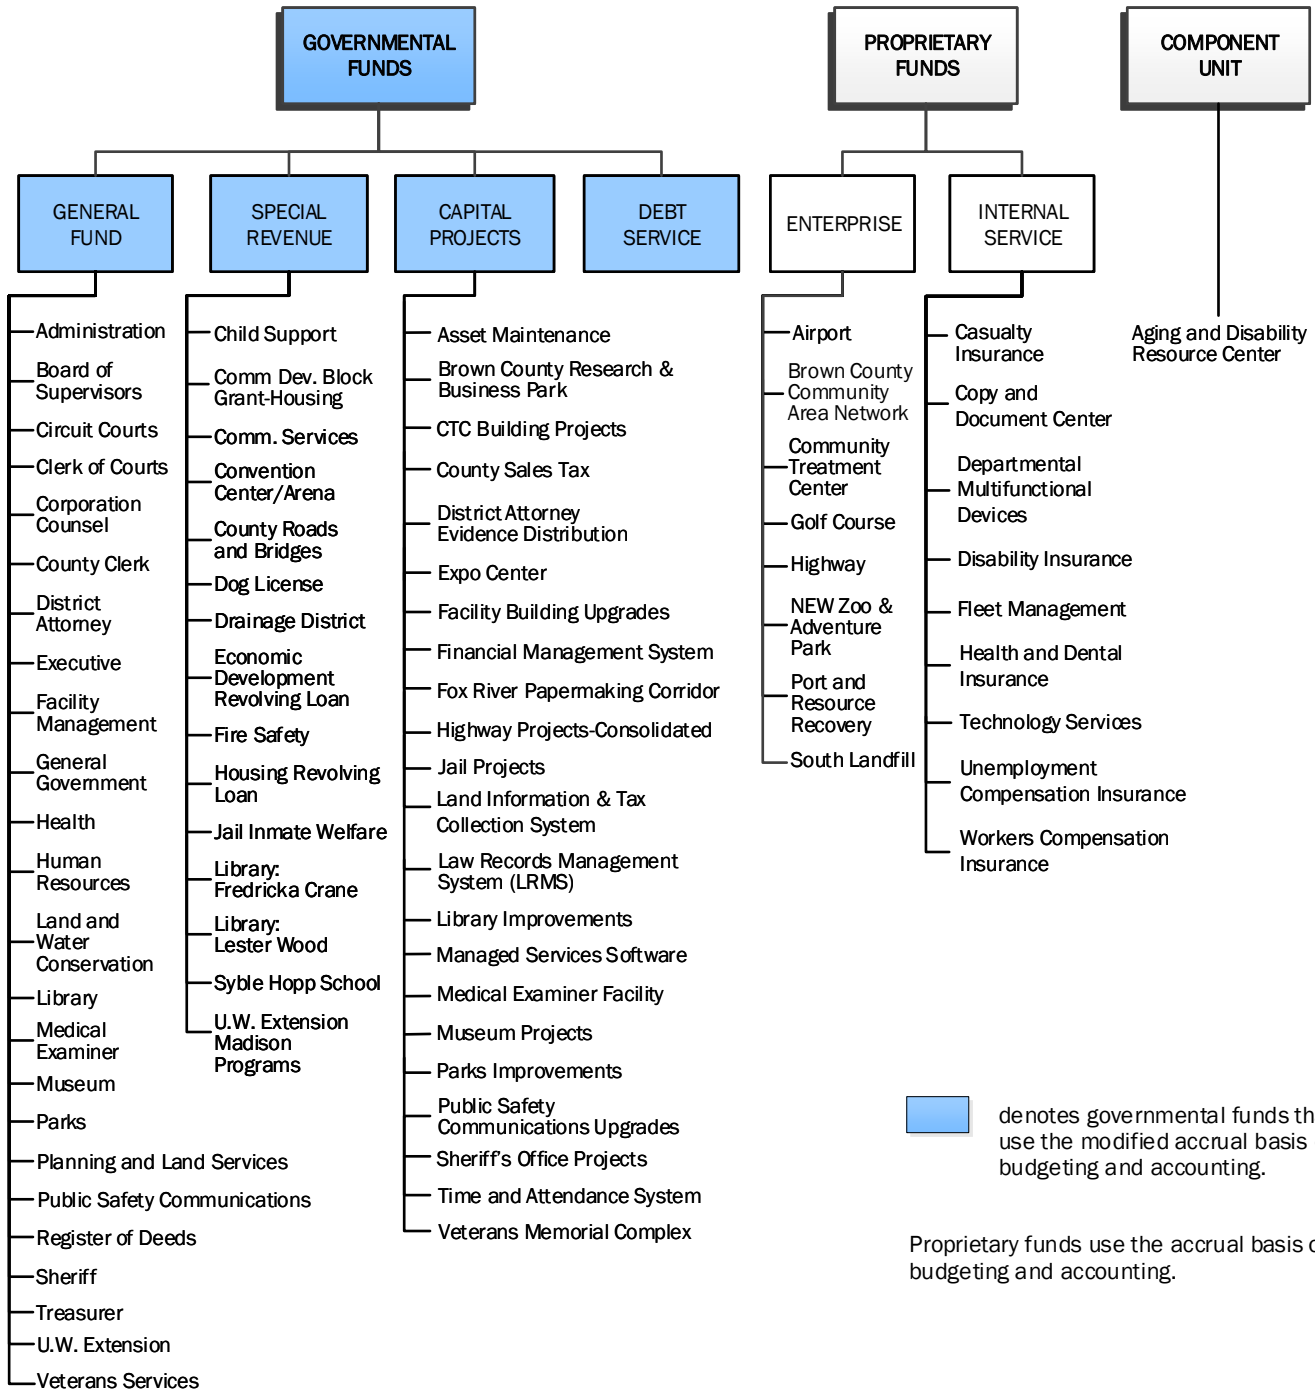 GOVERNMENTAL
FUNDS
PROPRIETARY
FUNDS
COMPONENT
UNIT
GENERAL
FUND
SPECIAL
REVENUE
CAPITAL
PROJECTS
DEBT
SERVICE
ENTERPRISE
INTERNAL
SERVICE
Administration
Board of
Supervisors
Circuit Courts
Clerk of Courts
Corporation
Counsel
County Clerk
District
Attorney
Executive
Facility
Management
General
Government
Health
Human
Resources
Land and
Water
Conservation
Library
Medical
Examiner
Museum
Parks
Planning and Land Services
Public Safety Communications
Register of Deeds
Sheriff
Treasurer
U.W. Extension
Veterans Services
Child Support
Comm Dev. Block
Grant-Housing
Comm. Services
Convention
Center/Arena
County Roads
and Bridges
Dog License
Drainage District
Economic
Development
Revolving Loan
Fire Safety
Housing Revolving
Loan
Jail Inmate Welfare
Library:
Fredricka Crane
Library:
Lester Wood
Syble Hopp School
U.W. Extension
Madison
Programs
Asset Maintenance
Brown County Research &
Business Park
CTC Building Projects
County Sales Tax
District Attorney
Evidence Distribution
Expo Center
Facility Building Upgrades
Financial Management System
Fox River Papermaking Corridor
Highway Projects-Consolidated
Jail Projects
Land Information & Tax
Collection System
Law Records Management
System (LRMS)
Library Improvements
Managed Services Software
Medical Examiner Facility
Museum Projects
Parks Improvements
Public Safety
Communications Upgrades
Sheriff's Office Projects
Time and Attendance System
Veterans Memorial Complex
Airport
Brown County
Community
Area Network
Community
Treatment
Center
Golf Course
Highway
NEW Zoo &
Adventure
Park
Port and
Resource
Recovery
South Landfill
Casualty
Insurance
Copy and
Document Center
Departmental
Multifunctional
Devices
Disability Insurance
Fleet Management
Health and Dental
Insurance
Technology Services
Unemployment
Compensation Insurance
Workers Compensation
Insurance
Aging and Disability
Resource Center
denotes governmental funds th
use the modified accrual basis
budgeting and accounting.
Proprietary funds use the accrual basis o
budgeting and accounting.